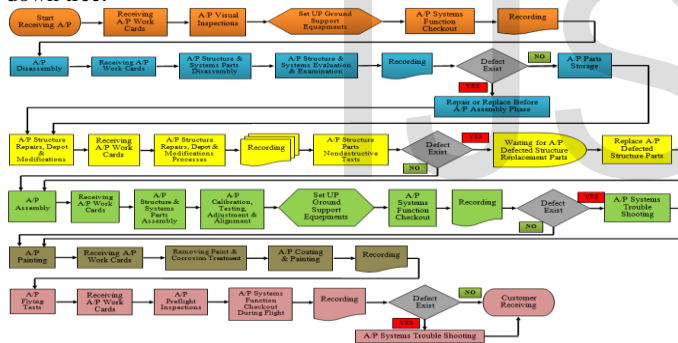 down tree.
Start
Receiving A/P
Receiving
A/P Work
Cards
A/P Visual
Inspections
Set UP Ground
Support
Equepments
A/P Systems
Function
Checkout
Recording
A/P
Disassembly
Receiving A/P
Work Cards
A/P Structure &
Systems Parts
Disassembly
A/P Structure &
Systems Evaluation &
Examination
Recording
Defect
Exist
NO
A/P Parts
Storage
YES
Repair or Replace Before
A/P Assembly Phase
A/P Structure
Repairs, Depot
&
Modifications
Receiving
A/P Work
Cards
A/P Structure
Repairs, Depot &
Modifications
Processes
Recording
A/P Structure
Parts
Nondestructive
Tests
Defect
Exist
YES
NO
Waiting for A/P
Defected Structure
Replacement Parts
Replace A/P
Defected
Structure Parts
A/P
Assembly
Receiving
A/P Work
Cards
A/P
Structure &
Systems
Parts
Assembly
A/P
Calibration,
Testing,
Adjustment &
Alignment
Set UP
Ground
Support
Equepments
A/P
Systems
Function
Checkout
Recording
Defect
Exist
YES
NO
A/P Systems
Trouble
Shooting
A/P
Painting
Receiving A/P
Work Cards
Removing Paint &
Corrosion Treatment
A/P Coating
& Painting
Recording
A/P
Flying
Tests
Receiving
A/P Work
Cards
A/P
Preflight
Inspections
A/P Systems
Function
Checkout
During Flight
Recording
Defect
Exist
NO
YES
Customer
Receiving
A/P Systems Trouble Shooting